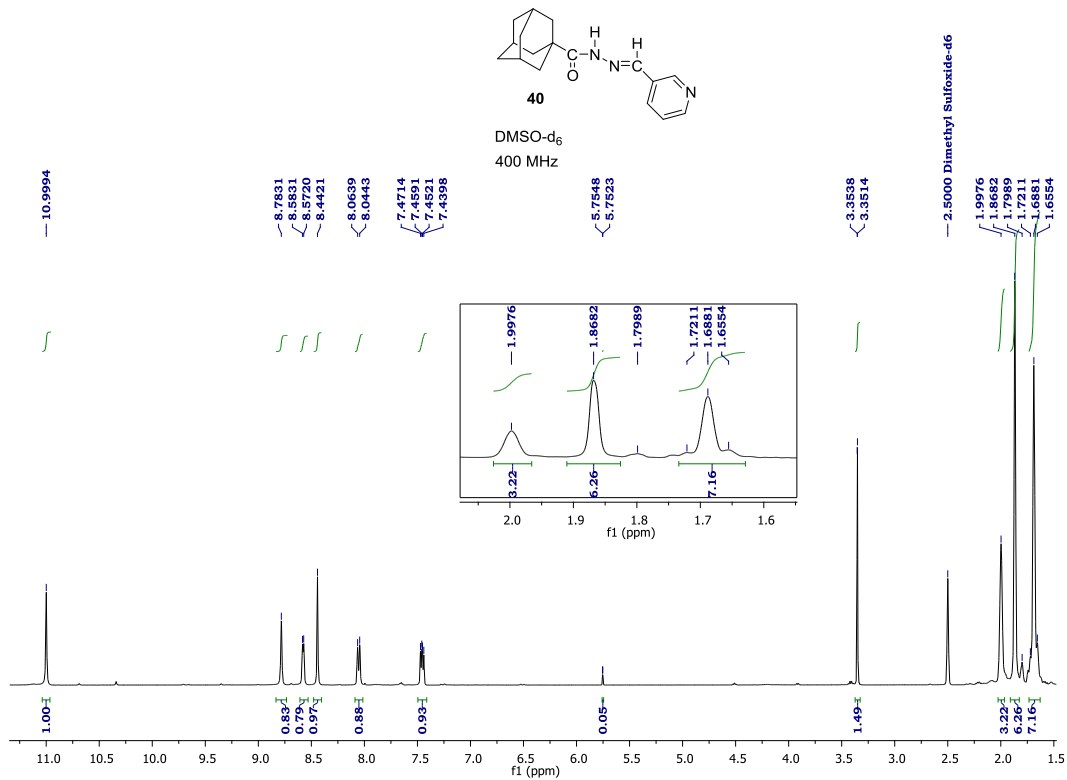 H
H
C
N
N
C
O
N
40
DMSO-d6
400 MHz
10.9994
8.7831
8.5831
8.5720
8.4421
8.0639
8.0443
7.4714
7.4591
7.4521
7.4398
5.7548
5.7523
3.3538
3.3514
2.5000 Dimethyl Sulfoxide-d6
1.9976
1.8682
1.7989
1.7211
1.6881
1.6554
1.9976
1.8682
1.7989
1.7211
1.6881
1.6554
3.22
6.26
7.16
2.0 1.9 1.8 1.7 1.6
f1 (ppm)
1.00
0.83
0.79
0.97
0.88
0.93
0.05
1.49
3.22
6.26
7.16
11.0 10.5 10.0 9.5 9.0 8.5 8.0 7.5 7.0 6.5 6.0 5.5 5.0 4.5 4.0 3.5 3.0 2.5 2.0 1.5
f1 (ppm)